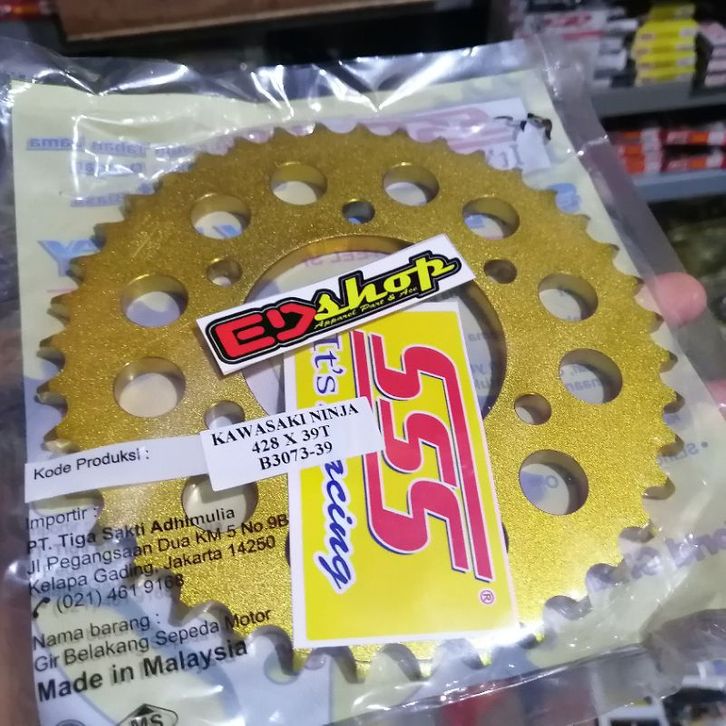 EDshop
Apparel Part & Acc
SSS
®
It's
Racing
KAWASAKI NINJA
428 X 39T
B3073-39
Kode Produksi :
Importir :
PT. Tiga Sakti Adhimulia
Jl Pegangsaan Dua KM 5 No.9B
Kelapa Gading, Jakarta 14250
(021) 461 9168
Nama barang :
Gir Belakang Sepeda Motor
Made in Malaysia
MS